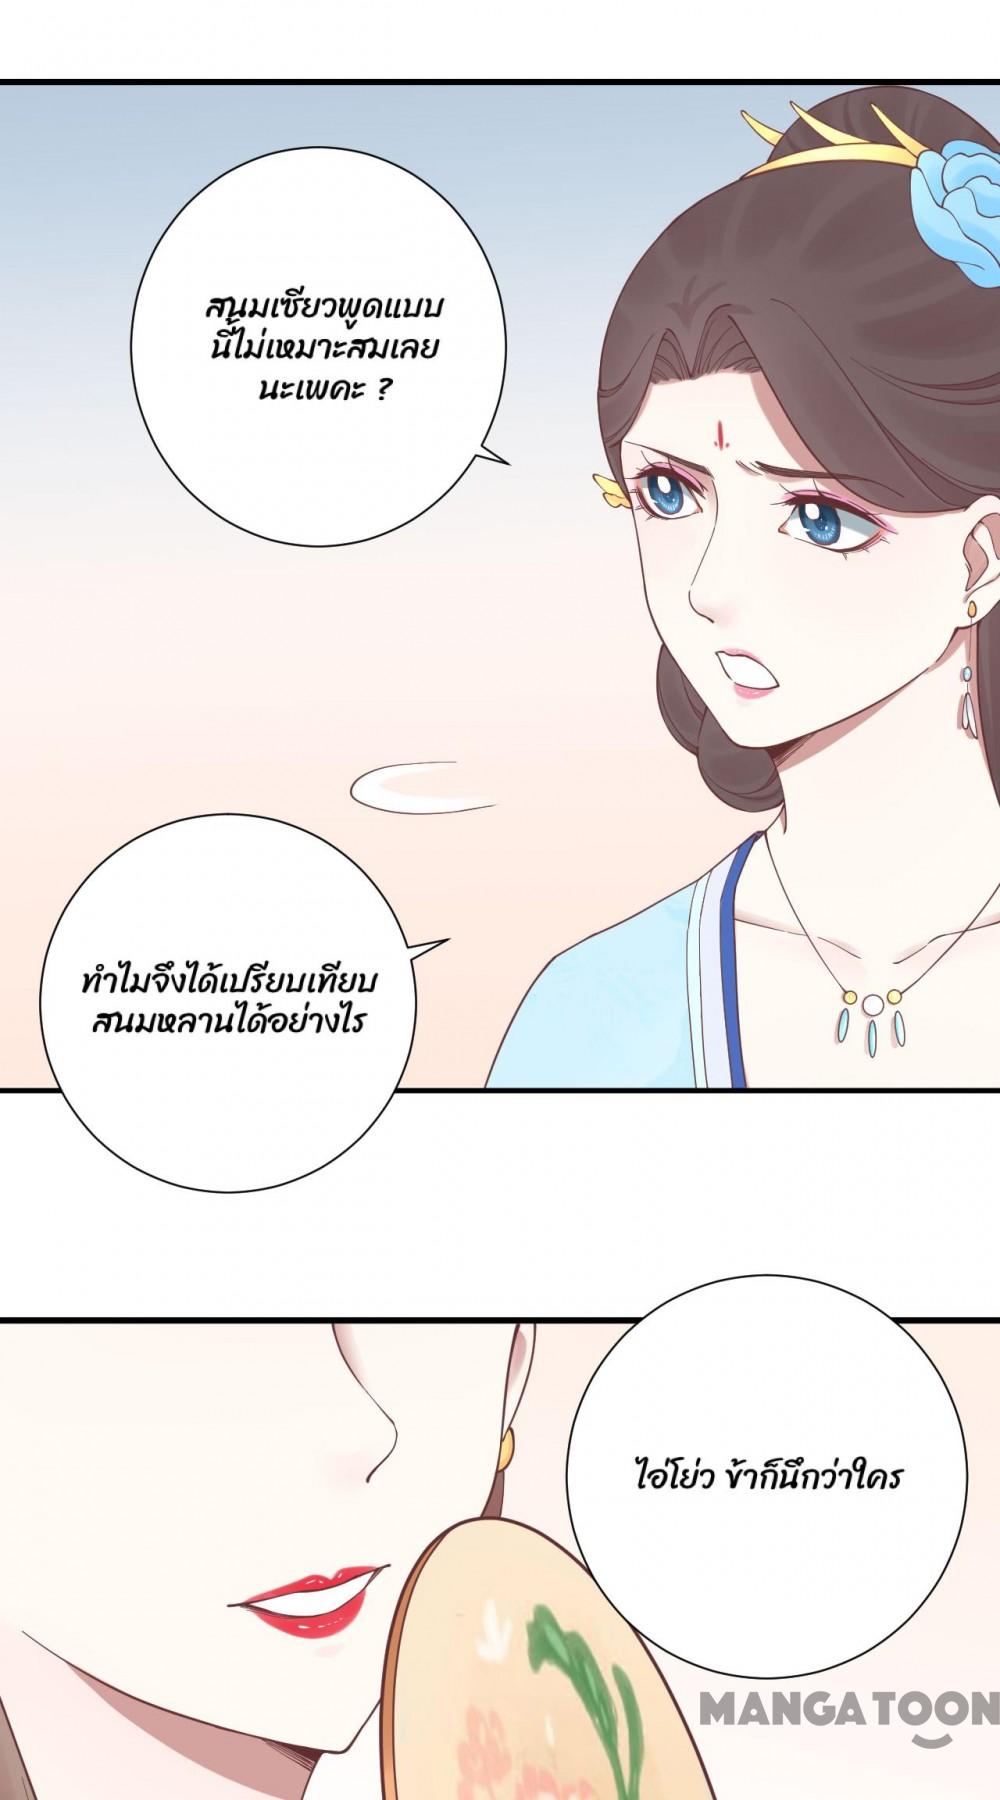 สนมเซียวพูดแบบ
นี้ไม่เหมาะสมเลย
นะเพคะ ?
ทำไมจึงได้เปรียบเทียบ
สนมหลานได้อย่างไร
ไอ่โย่ว ข้าก็นึกว่าใคร
MANGATOON